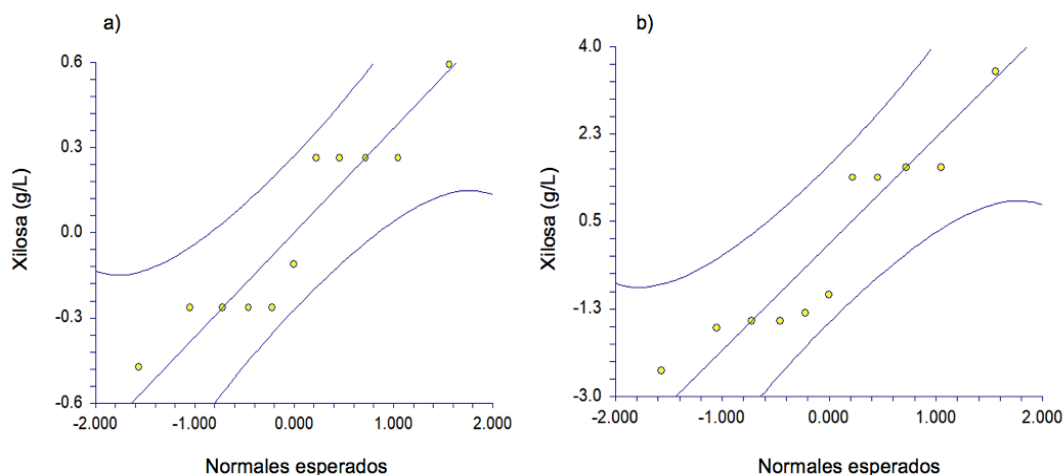 a)
0.6
0.3
0.0
-0.3
-0.6
-2.000 -1.000 0.000 1.000 2.000
Xilosa (g/L)
Normales esperados
b)
4.0
2.3
0.5
-1.3
-3.0
-2.000 -1.000 0.000 1.000 2.000
Xilosa (g/L)
Normales esperados